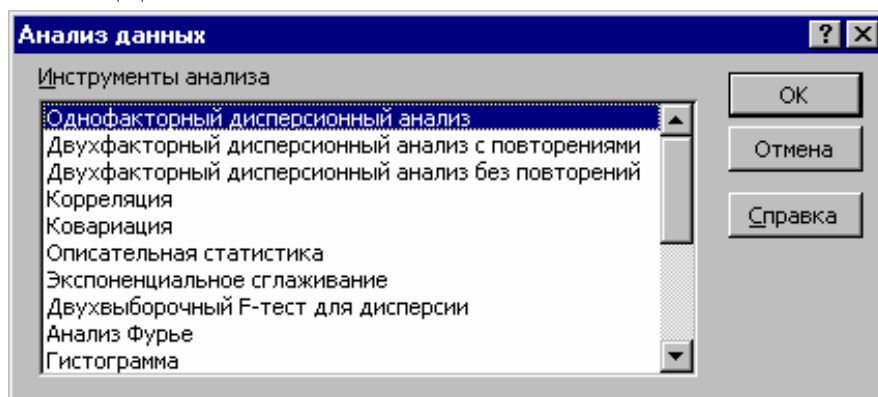 Анализ данных
Инструменты анализа
Однофакторный дисперсионный анализ
Двухфакторный дисперсионный анализ с повторениями
Двухфакторный дисперсионный анализ без повторений
Корреляция
Ковариация
Описательная статистика
Экспоненциальное сглаживание
Двухвыборочный F-тест для дисперсии
Анализ Фурье
Гистограмма
OK
Отмена
Справка